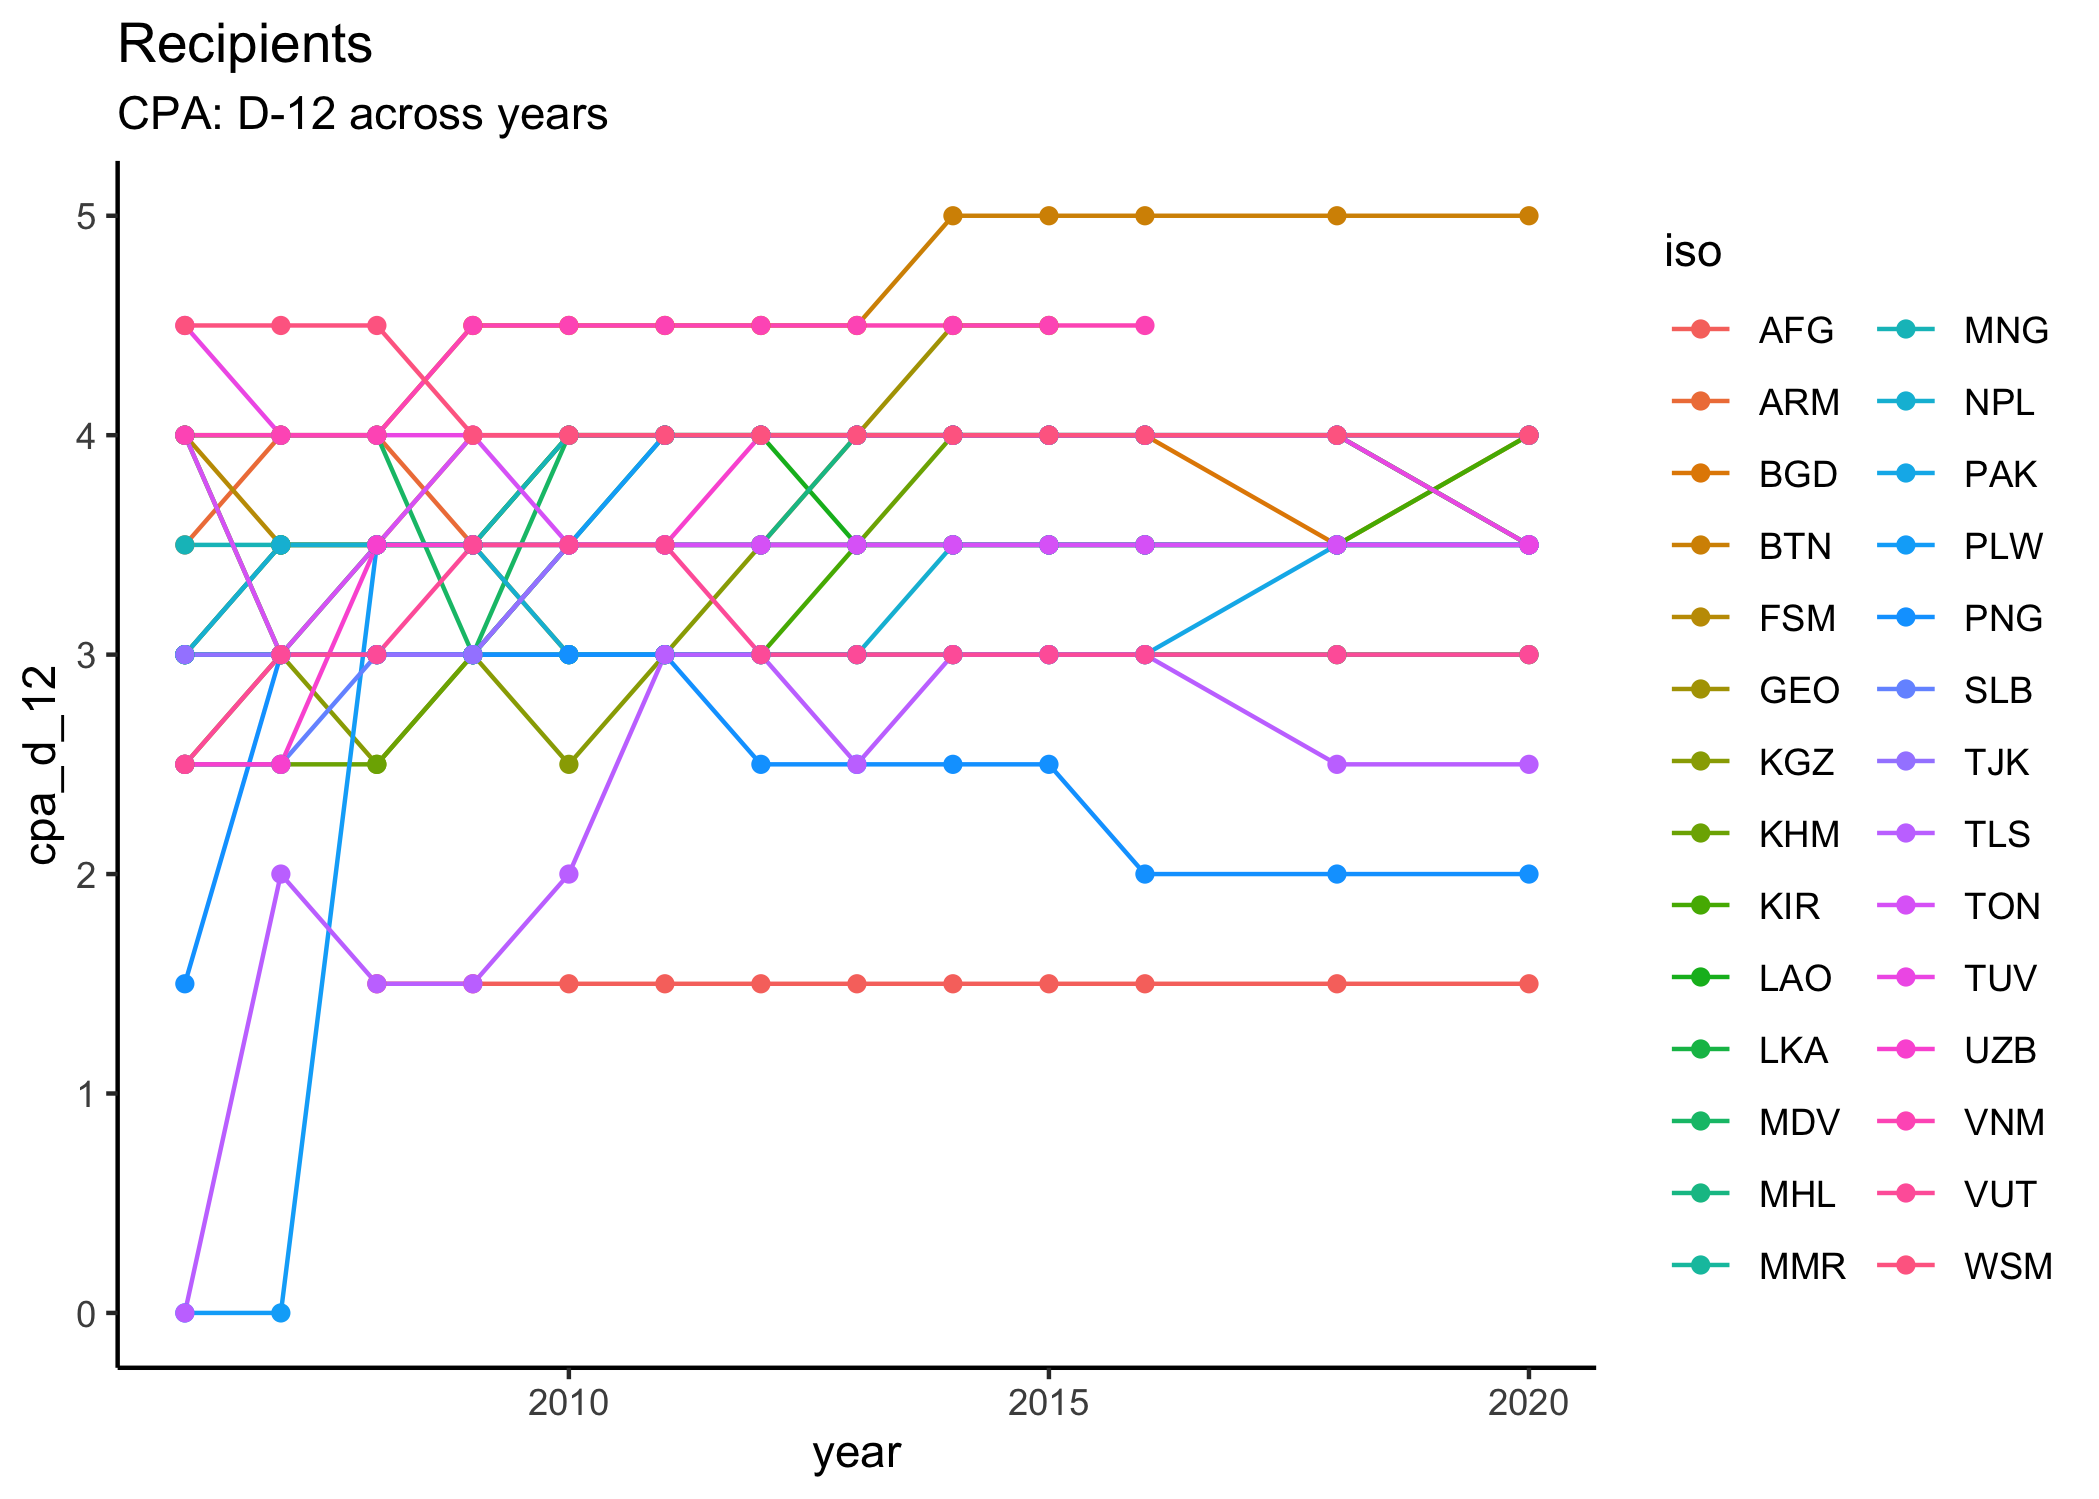 Recipients
CPA: D-12 across years
5
4
3
2
1
0
cpa_d_12
2010
2015
2020
year
iso
AFG
ARM
BGD
BTN
FSM
GEO
KGZ
KHM
KIR
LAO
LKA
MDV
MHL
MMR
MNG
NPL
PAK
PLW
PNG
SLB
TJK
TLS
TON
TUV
UZB
VNM
VUT
WSM